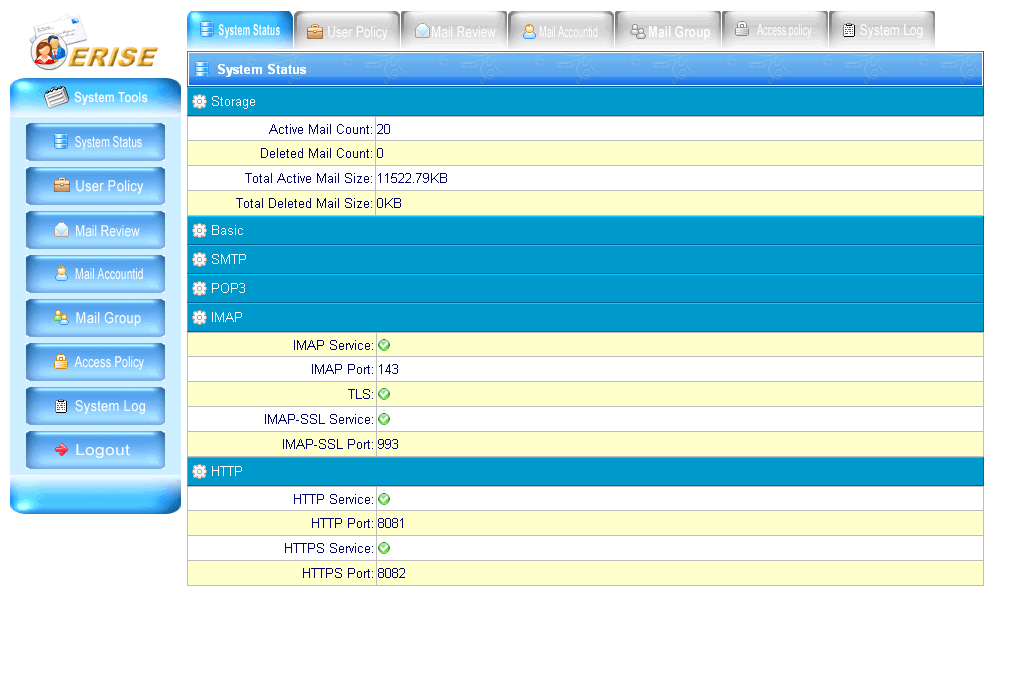 ERISE
System Status
User Policy
Mail Review
Mail Accountid
Mail Group
Access policy
System Log
System Tools
System Status
User Policy
Mail Review
Mail Accountid
Mail Group
Access Policy
System Log
Logout
System Status
Storage
Active Mail Count: 20
Deleted Mail Count: 0
Total Active Mail Size: 11522.79KB
Total Deleted Mail Size: 0KB
Basic
SMTP
POP3
IMAP
IMAP Service:
IMAP Port: 143
TLS:
IMAP-SSL Service:
IMAP-SSL Port: 993
HTTP
HTTP Service:
HTTP Port: 8081
HTTPS Service:
HTTPS Port: 8082